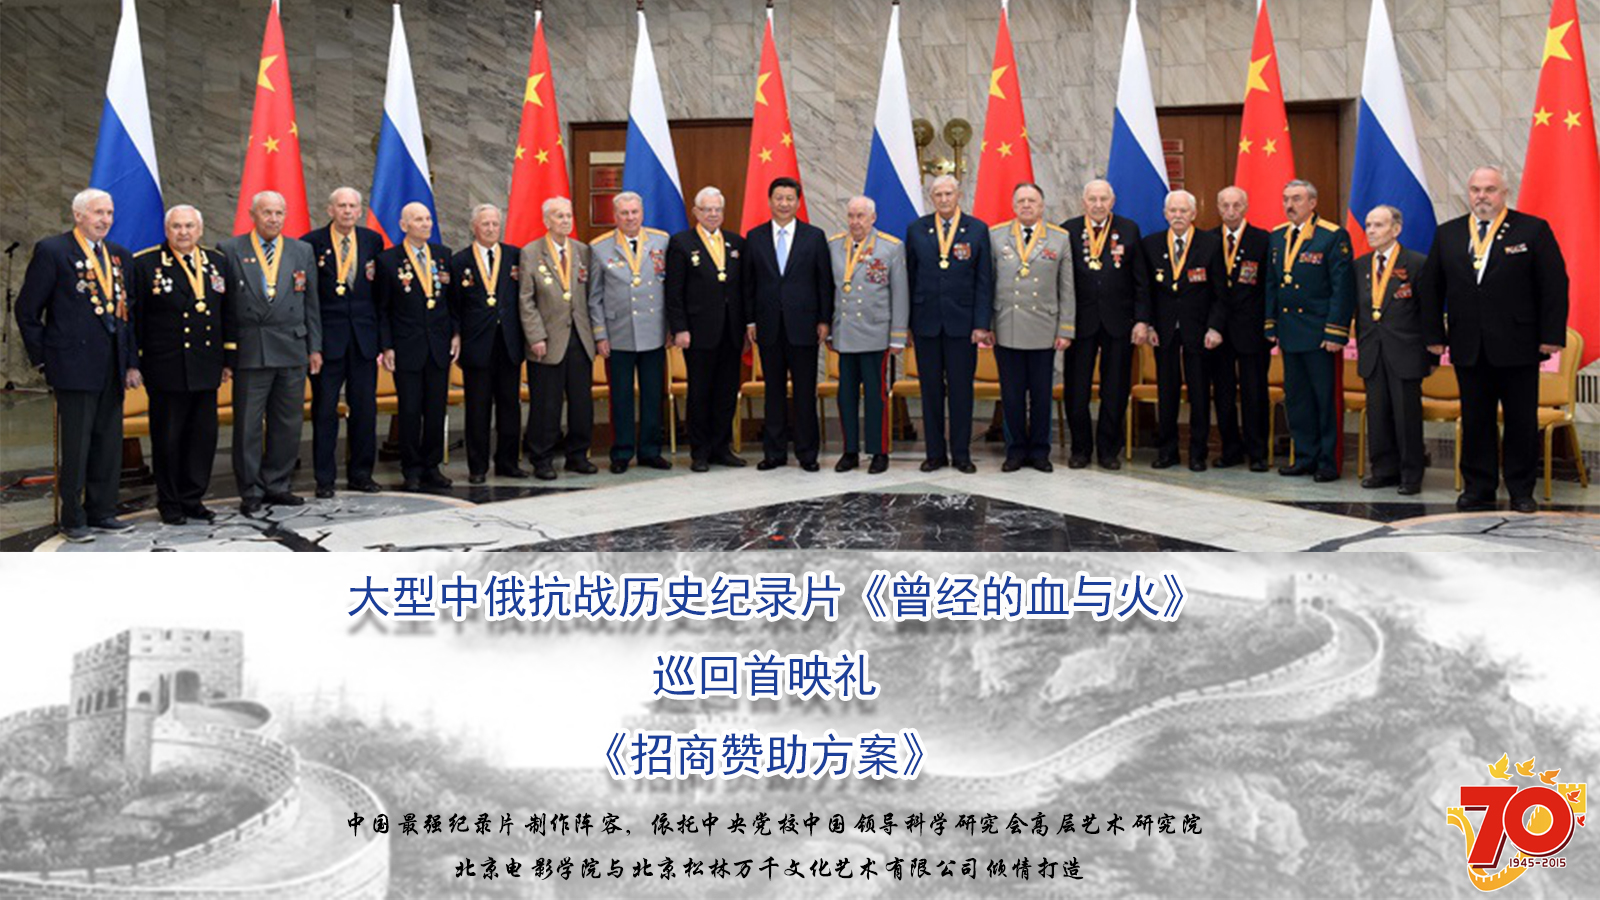 大型中俄抗战历史纪录片《曾经的血与火》
巡回首映礼
《招商赞助方案》
中国最强纪录片制作阵容，依托中央党校中国领导科学研究会高层艺术研究院
北京电影学院与北京松林万千文化艺术有限公司倾情打造
70
1945-2015